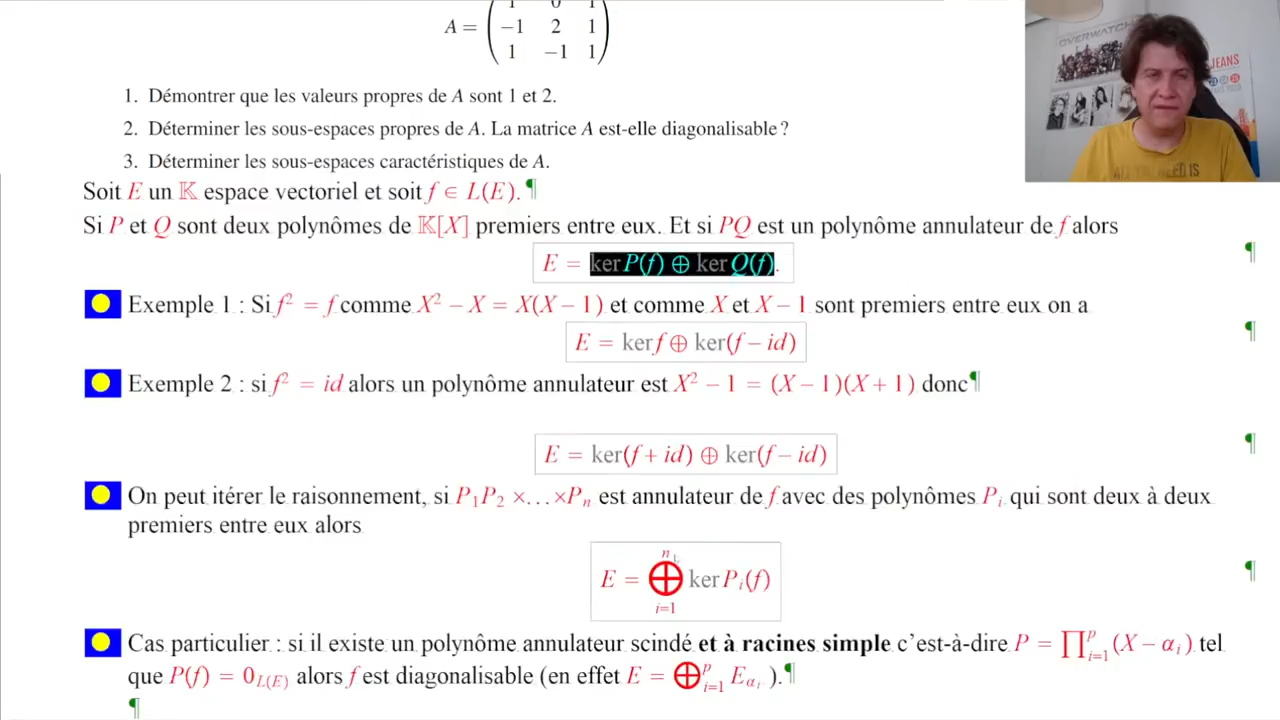 A = ( 1 0 1
−1 2 1
1 −1 1 )
OVERWATCH
JEANS
1. Démontrer que les valeurs propres de A sont 1 et 2.
2. Déterminer les sous-espaces propres de A. La matrice A est-elle diagonalisable ?
3. Déterminer les sous-espaces caractéristiques de A.
Soit E un 𝕂 espace vectoriel et soit f ∈ L(E).¶
Si P et Q sont deux polynômes de 𝕂[X] premiers entre eux. Et si PQ est un polynôme annulateur de f alors
E = ker P(f) ⊕ ker Q(f). ¶
Exemple 1 : Si f² = f comme X² − X = X(X − 1) et comme X et X − 1 sont premiers entre eux on a
E = ker f ⊕ ker(f − id) ¶
Exemple 2 : si f² = id alors un polynôme annulateur est X² − 1 = (X − 1)(X + 1) donc¶
E = ker(f + id) ⊕ ker(f − id) ¶
On peut itérer le raisonnement, si P₁P₂ ×…×Pₙ est annulateur de f avec des polynômes Pᵢ qui sont deux à deux
premiers entre eux alors
E = ⊕ᵢ₌₁ⁿ ker Pᵢ(f) ¶
Cas particulier : si il existe un polynôme annulateur scindé et à racines simple c'est-à-dire P = ∏ᵢ₌₁ᵖ (X − αᵢ) tel
que P(f) = 0_L(E) alors f est diagonalisable (en effet E = ⊕ᵢ₌₁ᵖ E_αᵢ ).¶
¶